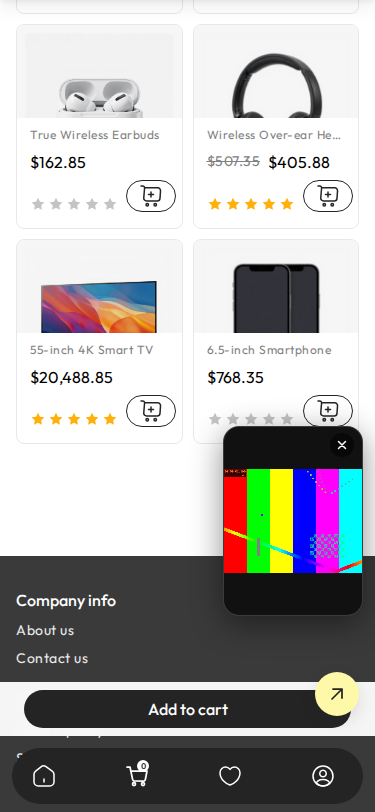 True Wireless Earbuds
$162.85
Wireless Over-ear He...
$507.35 $405.88
55-inch 4K Smart TV
$20,488.85
6.5-inch Smartphone
$768.35
Company info
About us
Contact us
Add to cart
0